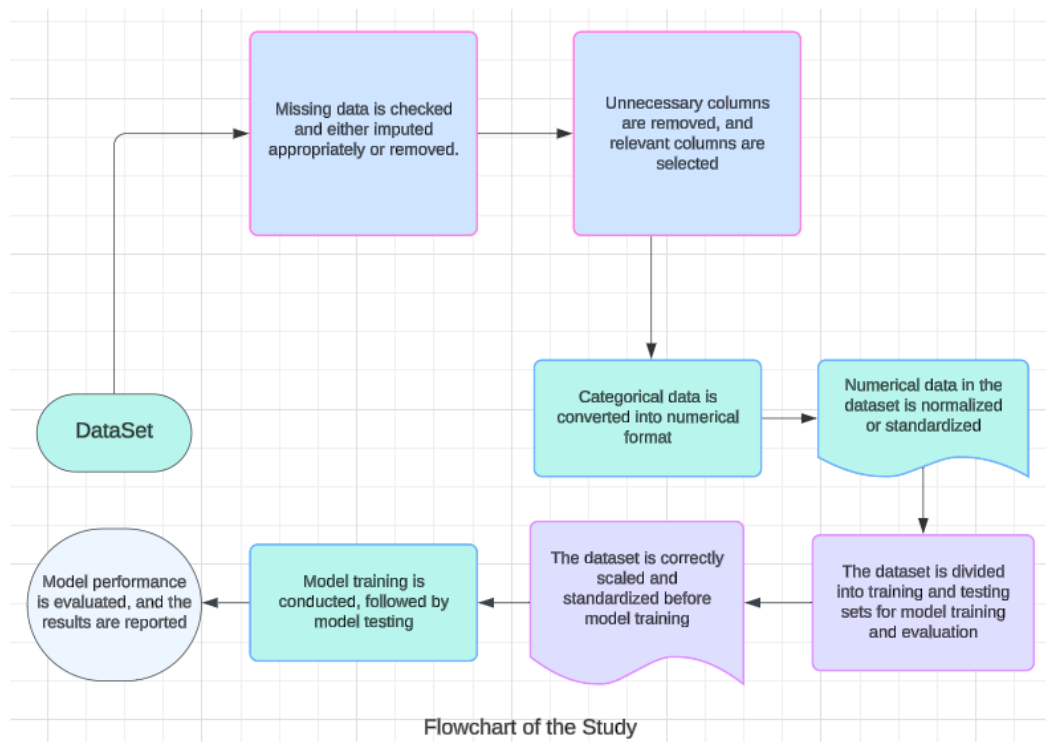 Missing data is checked
and either imputed
appropriately or removed.
Unnecessary columns
are removed, and
relevant columns are
selected
DataSet
Categorical data is
converted into numerical
format
Numerical data in the
dataset is normalized
or standardized
The dataset is divided
into training and testing
sets for model training
and evaluation
The dataset is correctly
scaled and
standardized before
model training
Model training is
conducted, followed by
model testing
Model performance
is evaluated, and the
results are reported
Flowchart of the Study